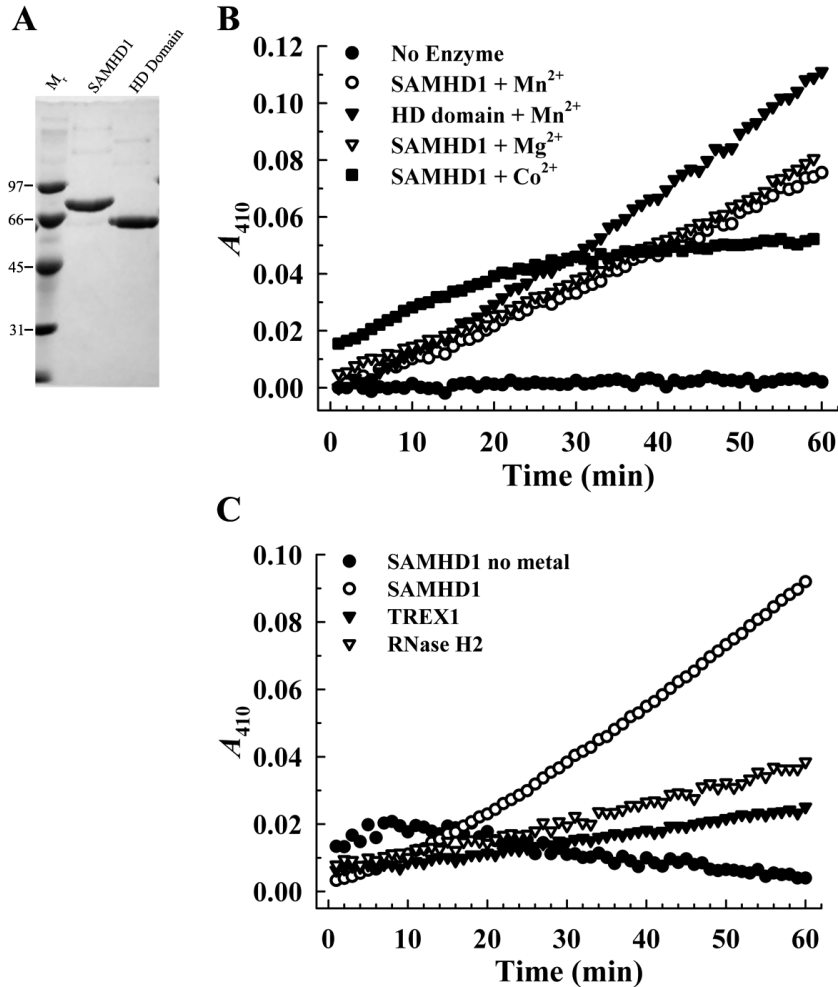 A
M_r
SAMHD1
HD Domain
97
66
45
31
B
No Enzyme
SAMHD1 + Mn²⁺
HD domain + Mn²⁺
SAMHD1 + Mg²⁺
SAMHD1 + Co²⁺
0.12
0.10
0.08
0.06
0.04
0.02
0.00
A₄₁₀
0 10 20 30 40 50 60
Time (min)
C
SAMHD1 no metal
SAMHD1
TREX1
RNase H2
0.10
0.08
0.06
0.04
0.02
0.00
A₄₁₀
0 10 20 30 40 50 60
Time (min)